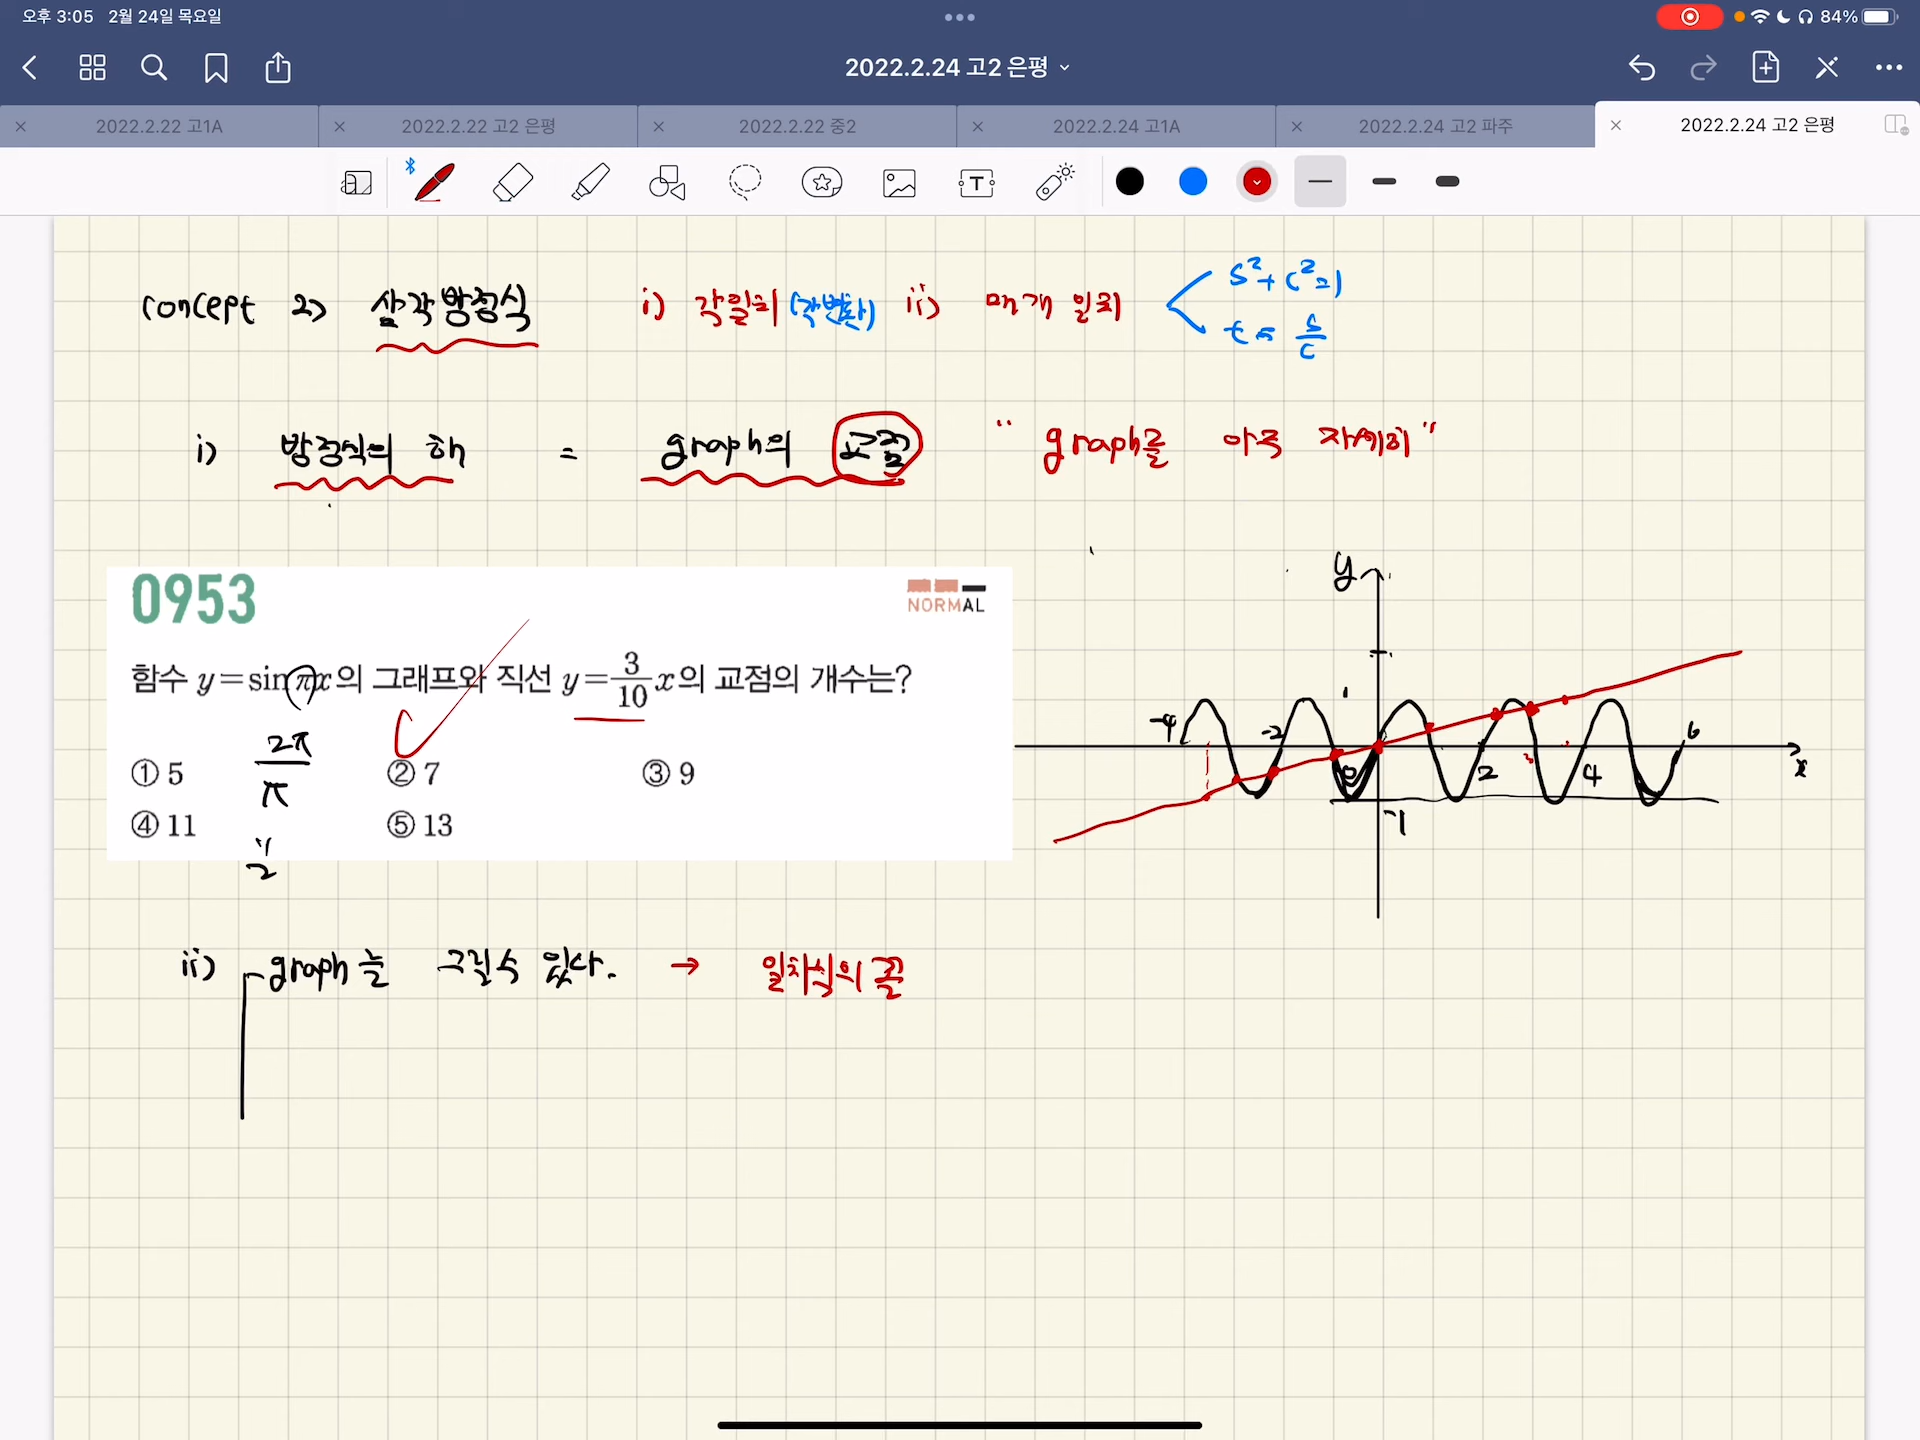 오후 3:05 2월 24일 목요일
84%
2022.2.24 고2 은평
2022.2.22 고1A
2022.2.22 고2 은평
2022.2.22 중2
2022.2.24 고1A
2022.2.24 고2 파주
2022.2.24 고2 은평
concept 2) 삼각방정식 i) 각일치 (각변환) ii) 매개 일치
s²+c²=1
t = s/c
i) 방정식의 해 = graph의 교점 "graph를 아주 자세히"
0953
NORMAL
함수 y=sinπx의 그래프와 직선 y=3/10 x의 교점의 개수는?
① 5 ② 7 ③ 9
④ 11 ⑤ 13
2π/π
"
2
y
1
-4 -2 0 2 4 6 x
-1
ii) graph는 그릴수 있다. → 일차식의 꼴